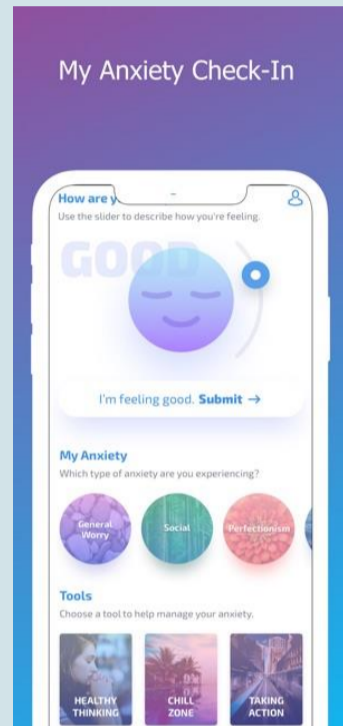 My Anxiety Check-In
How are y
Use the slider to describe how you're feeling.
GOOD
I'm feeling good. Submit →
My Anxiety
Which type of anxiety are you experiencing?
General
Worry
Social
Perfectionism
Tools
Choose a tool to help manage your anxiety.
HEALTHY
THINKING
CHILL
ZONE
TAKING
ACTION